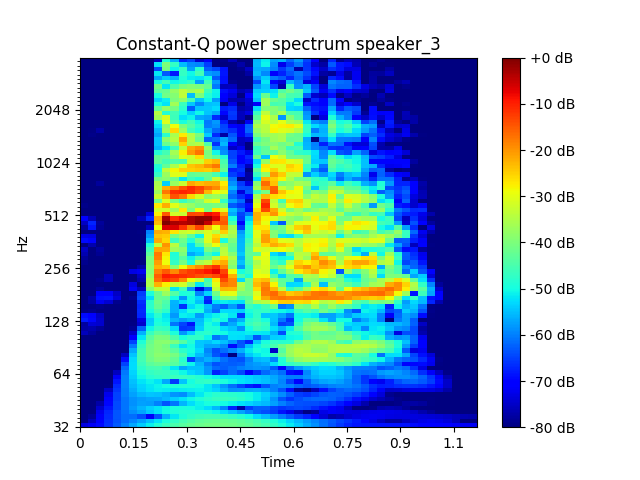 Constant-Q power spectrum speaker_3
Hz
2048
1024
512
256
128
64
32
0 0.15 0.3 0.45 0.6 0.75 0.9 1.1
Time
+0 dB
-10 dB
-20 dB
-30 dB
-40 dB
-50 dB
-60 dB
-70 dB
-80 dB